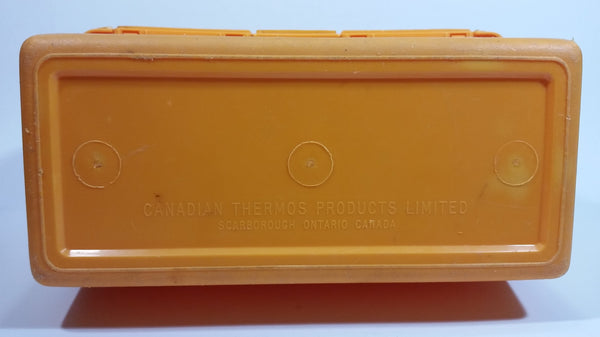 CANADIAN THERMOS PRODUCTS LIMITED
SCARBOROUGH ONTARIO CANADA